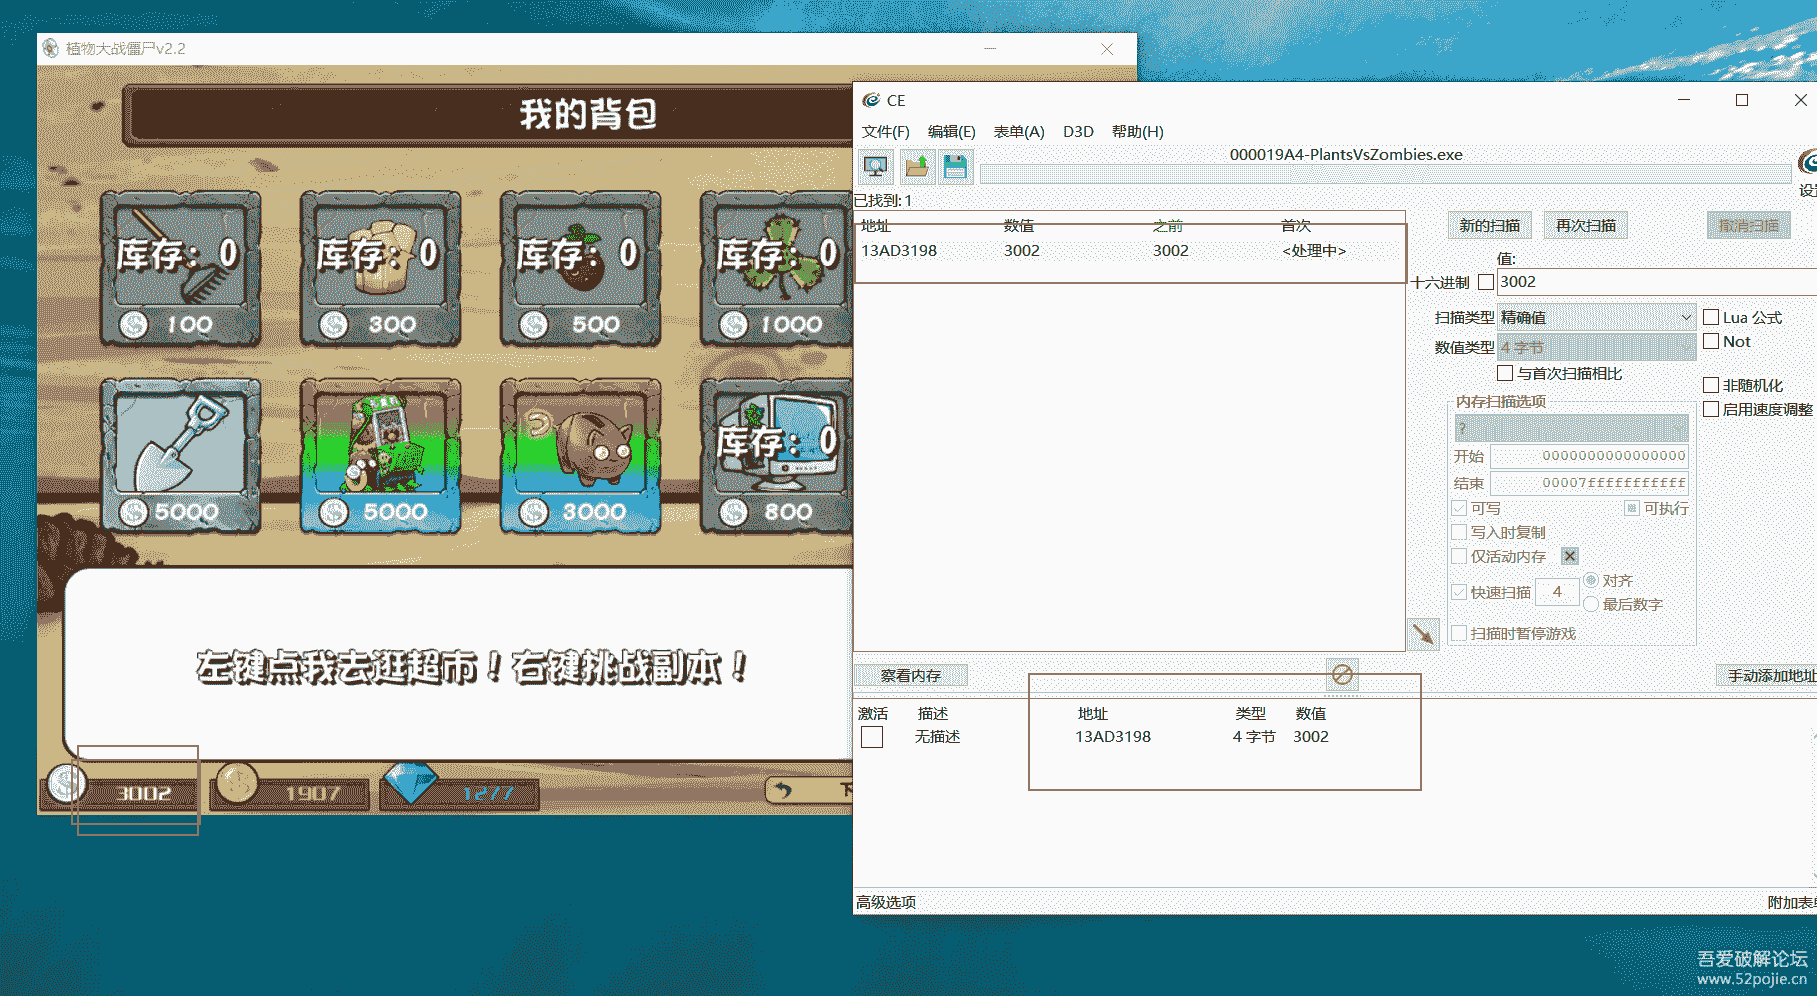 植物大战僵尸v2.2
我的背包
库存：0
库存：0
库存：0
库存：0
100
300
500
1000
库存：0
5000
5000
3000
800
左键点我去逛超市！右键挑战副本！
3002
1907
1277
下
CE
文件(F) 编辑(E) 表单(A) D3D 帮助(H)
000019A4-PlantsVsZombies.exe
设置
已找到: 1
地址 数值 之前 首次
13AD3198 3002 3002 <处理中>
新的扫描 再次扫描 撤消扫描
值:
十六进制 3002
扫描类型 精确值 Lua 公式
数值类型 4 字节 Not
与首次扫描相比
内存扫描选项
非随机化
启用速度调整
?
开始 0000000000000000
结束 00007fffffffffff
可写 可执行
写入时复制
仅活动内存
快速扫描 4 对齐
最后数字
扫描时暂停游戏
察看内存 手动添加地址
激活 描述 地址 类型 数值
无描述 13AD3198 4 字节 3002
高级选项 附加表单
吾爱破解论坛
www.52pojie.cn